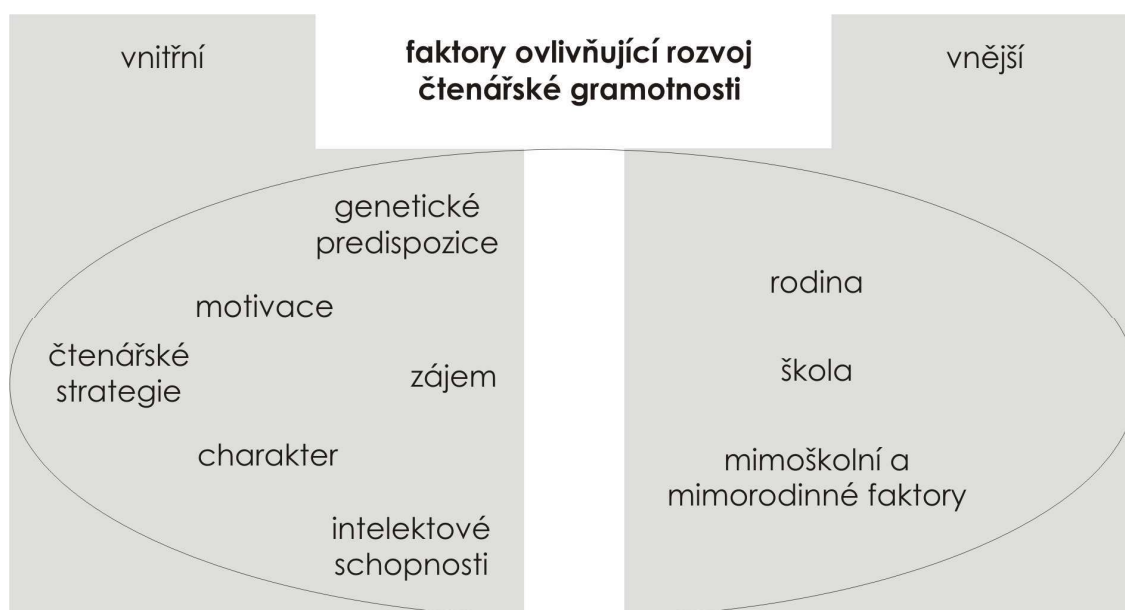 vnitřní
faktory ovlivňující rozvoj
čtenářské gramotnosti
vnější
genetické
predispozice
motivace
čtenářské
strategie
zájem
charakter
intelektové
schopnosti
rodina
škola
mimoškolní a
mimorodinné faktory